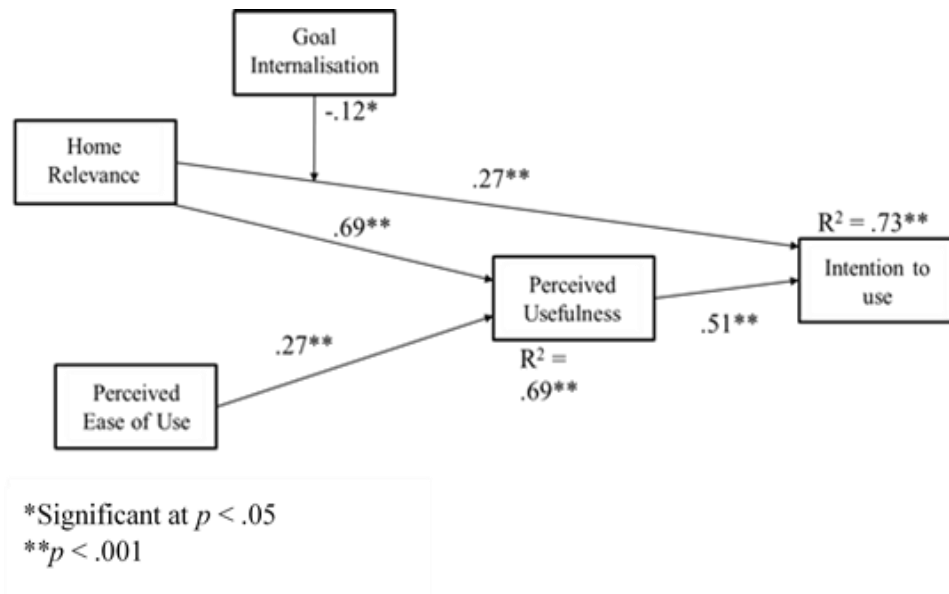 Goal
Internalisation
-.12*
Home
Relevance
.27**
.69**
R² = .73**
Intention to
use
Perceived
Usefulness
.51**
R² =
.69**
.27**
Perceived
Ease of Use
*Significant at p < .05
**p < .001